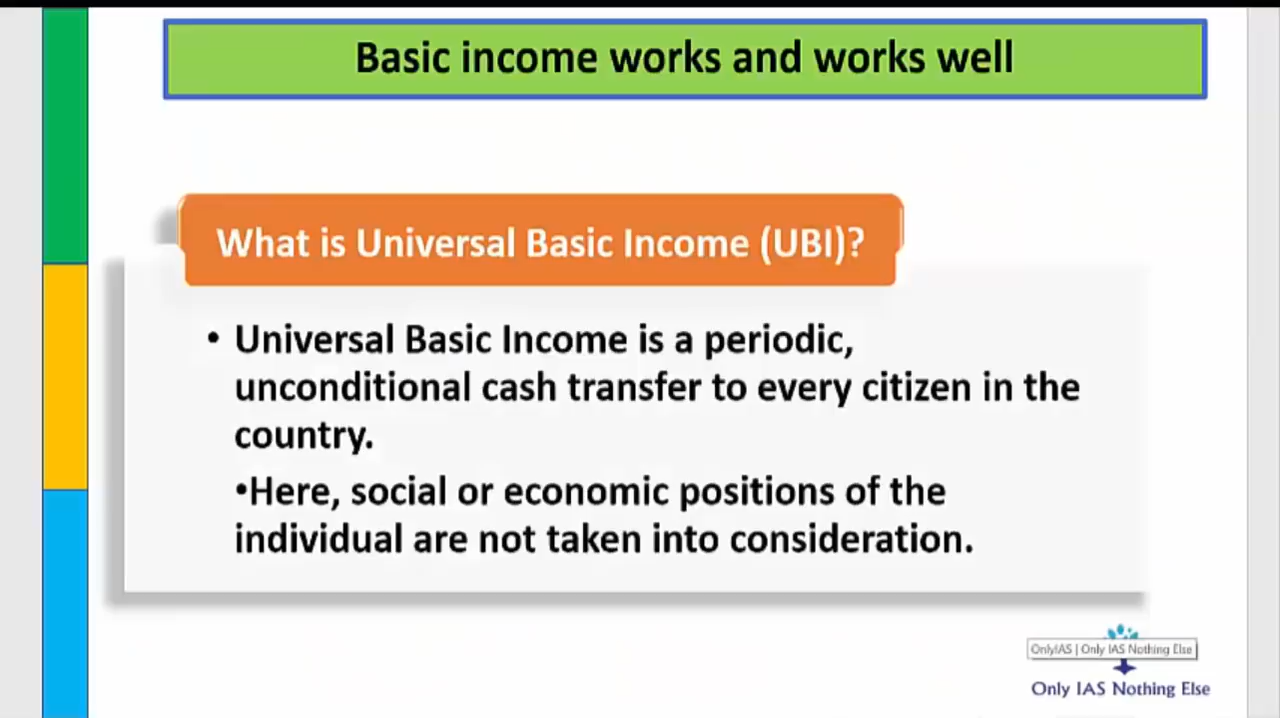 Basic income works and works well
What is Universal Basic Income (UBI)?
• Universal Basic Income is a periodic,
unconditional cash transfer to every citizen in the
country.
•Here, social or economic positions of the
individual are not taken into consideration.
OnlyIAS | Only IAS Nothing Else
Only IAS Nothing Else